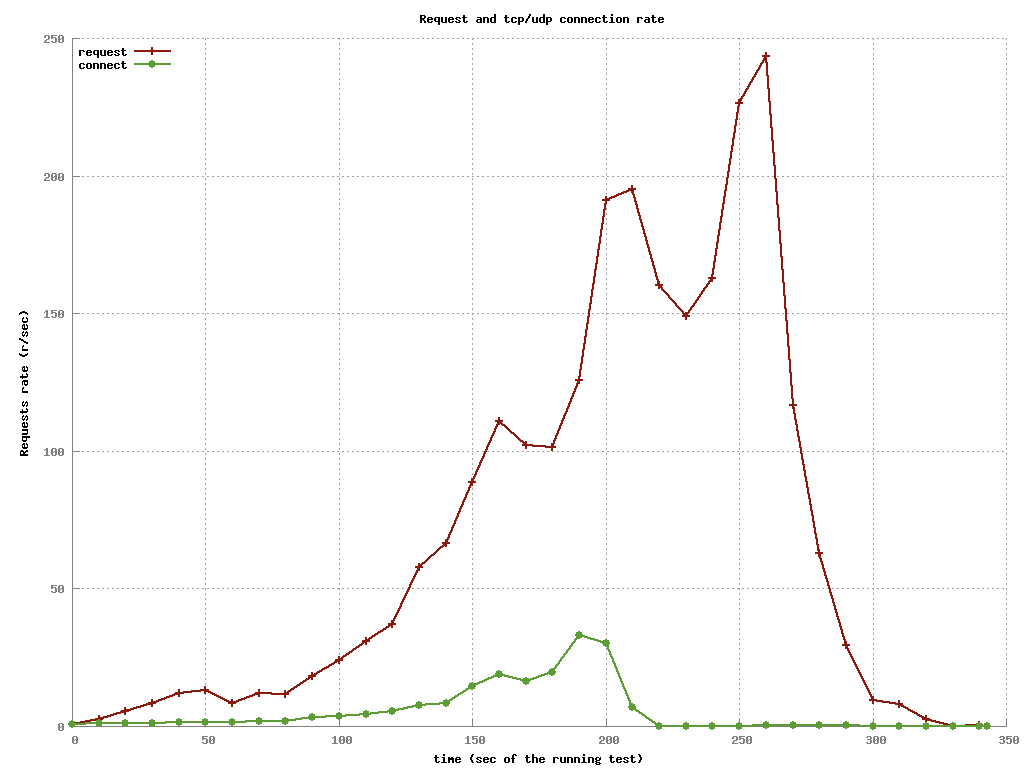 Request and tcp/udp connection rate
250
request
connect
200
150
Requests rate (r/sec)
100
50
0
0 50 100 150 200 250 300 350
time (sec of the running test)